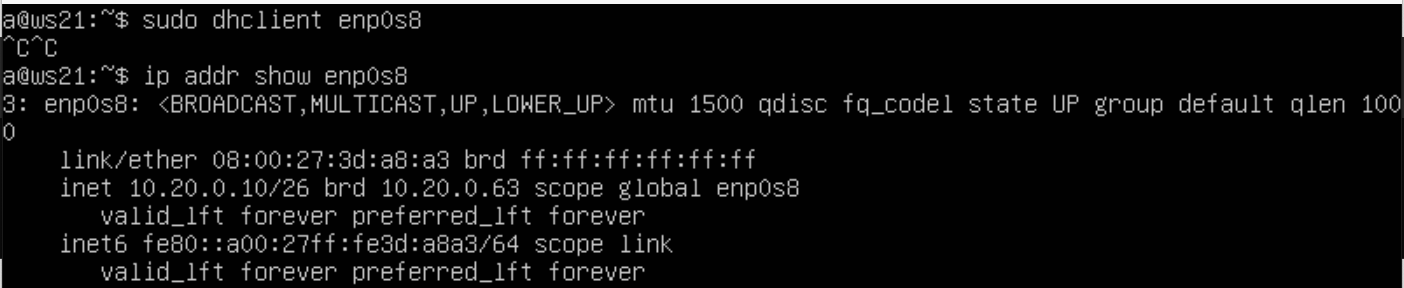 a@ws21:~$ sudo dhclient enp0s8
^C^C
a@ws21:~$ ip addr show enp0s8
3: enp0s8: <BROADCAST,MULTICAST,UP,LOWER_UP> mtu 1500 qdisc fq_codel state UP group default qlen 100
0
    link/ether 08:00:27:3d:a8:a3 brd ff:ff:ff:ff:ff:ff
    inet 10.20.0.10/26 brd 10.20.0.63 scope global enp0s8
       valid_lft forever preferred_lft forever
    inet6 fe80::a00:27ff:fe3d:a8a3/64 scope link
       valid_lft forever preferred_lft forever